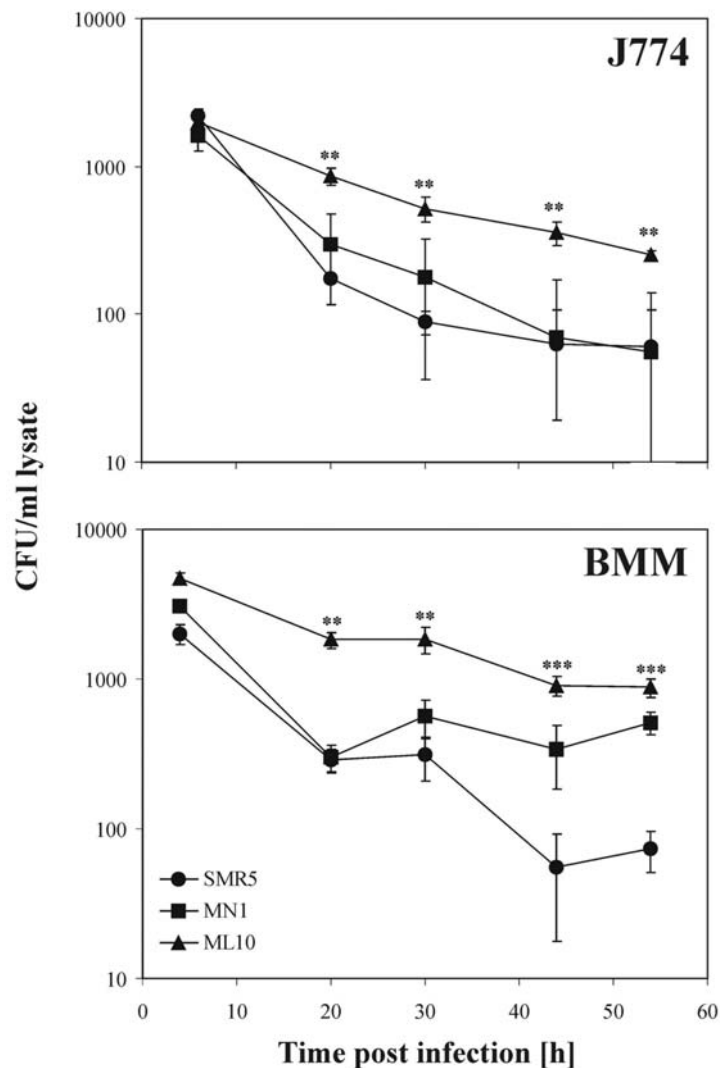 10000
J774
1000
** ** ** **
100
10
CFU/ml lysate
10000
BMM
1000
** ** *** ***
100
SMR5
MN1
ML10
10
0 10 20 30 40 50 60
Time post infection [h]